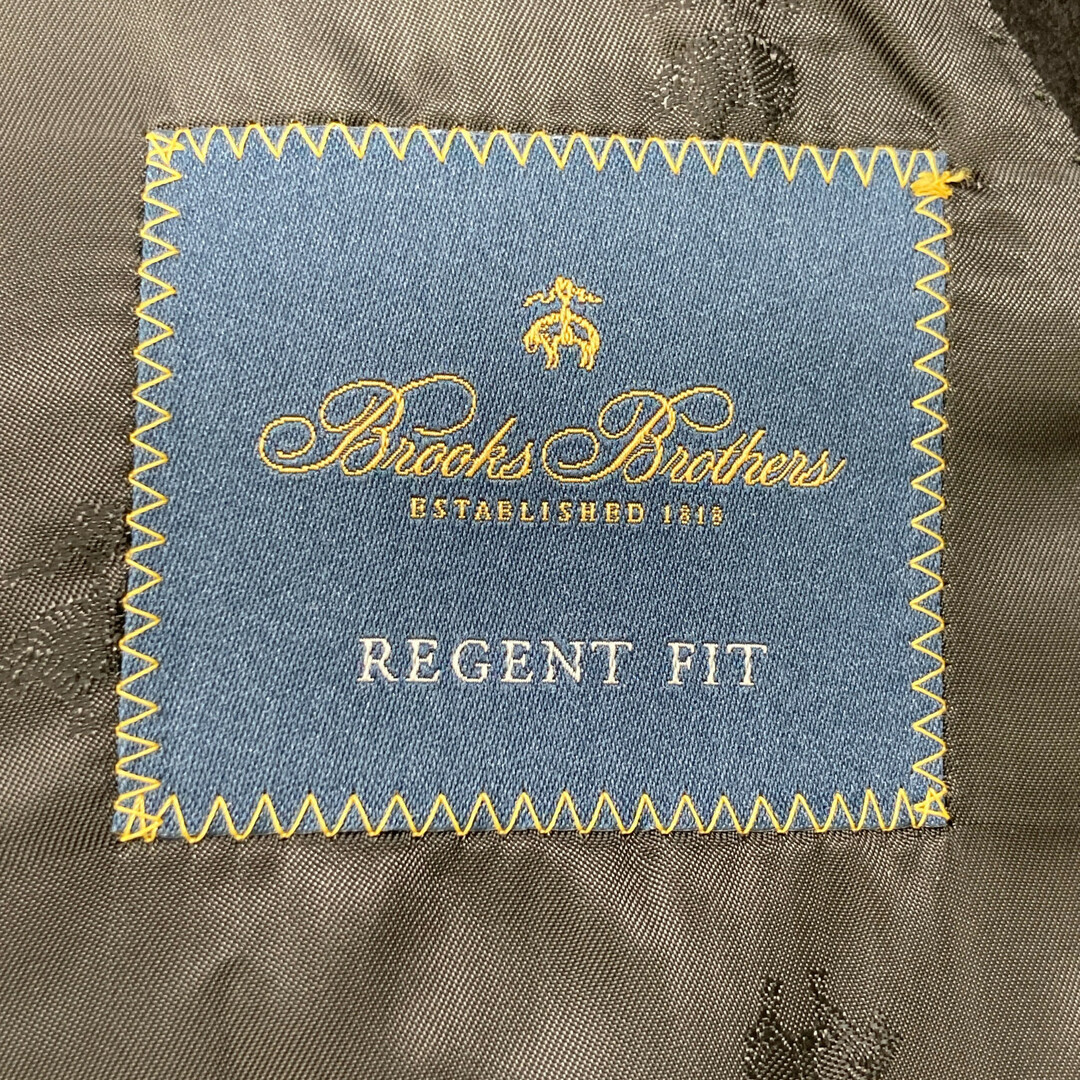 Brooks Brothers
ESTABLISHED 1818
REGENT FIT